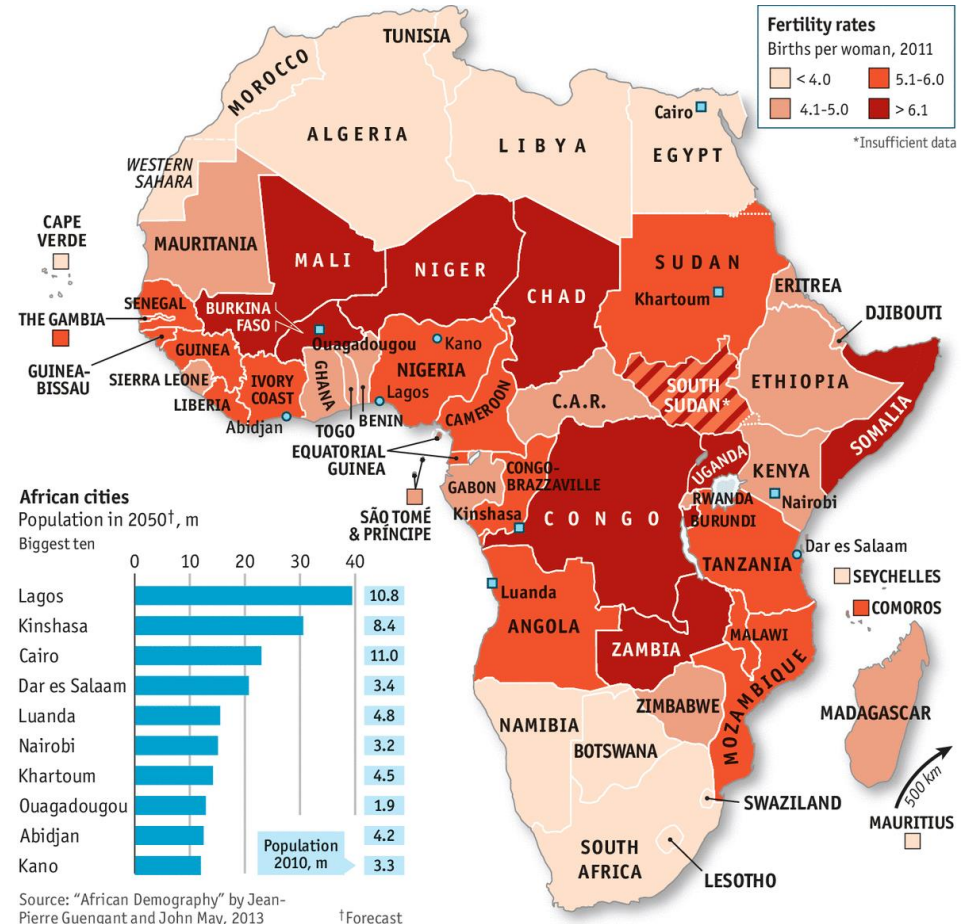 Fertility rates
Births per woman, 2011
< 4.0
5.1-6.0
4.1-5.0
> 6.1
*Insufficient data
TUNISIA
MOROCCO
ALGERIA
LIBYA
Cairo
EGYPT
WESTERN
SAHARA
CAPE
VERDE
MAURITANIA
MALI
NIGER
CHAD
SUDAN
Khartoum
ERITREA
DJIBOUTI
SENEGAL
THE GAMBIA
BURKINA
FASO
Ouagadougou
Kano
GUINEA-
BISSAU
GUINEA
SIERRA LEONE
LIBERIA
IVORY
COAST
Abidjan
GHANA
TOGO
BENIN
Lagos
NIGERIA
CAMEROON
C.A.R.
SOUTH
SUDAN*
ETHIOPIA
SOMALIA
EQUATORIAL
GUINEA
SÃO TOMÉ
& PRÍNCIPE
GABON
CONGO-
BRAZZAVILLE
Kinshasa
CONGO
UGANDA
KENYA
Nairobi
RWANDA
BURUNDI
TANZANIA
Dar es Salaam
SEYCHELLES
COMOROS
Luanda
ANGOLA
ZAMBIA
MALAWI
MOZAMBIQUE
ZIMBABWE
NAMIBIA
BOTSWANA
MADAGASCAR
500 km
MAURITIUS
SWAZILAND
SOUTH
AFRICA
LESOTHO
African cities
Population in 2050†, m
Biggest ten
0 10 20 30 40
Lagos 10.8
Kinshasa 8.4
Cairo 11.0
Dar es Salaam 3.4
Luanda 4.8
Nairobi 3.2
Khartoum 4.5
Ouagadougou 1.9
Abidjan 4.2
Kano 3.3
Population
2010, m
Source: “African Demography” by Jean-
Pierre Guengant and John May, 2013
†Forecast